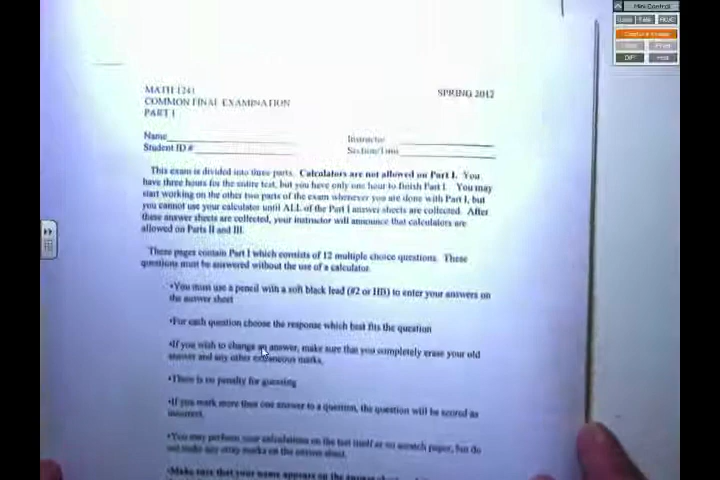 Mini Control
MATH 1241
SPRING 2012
COMMON FINAL EXAMINATION
PART I
Name
Instructor
Student ID #
Section/Time
This exam is divided into three parts. Calculators are not allowed on Part I. You
have three hours for the entire test, but you have only one hour to finish Part I. You may
start working on the other two parts of the exam whenever you are done with Part I, but
you cannot use your calculator until ALL of the Part I answer sheets are collected. After
these answer sheets are collected, your instructor will announce that calculators are
allowed on Parts II and III.
These pages contain Part I which consists of 12 multiple choice questions. These
questions must be answered without the use of a calculator.
•You must use a pencil with a soft black lead (#2 or HB) to enter your answers on
the answer sheet
•For each question choose the response which best fits the question
•If you wish to change an answer, make sure that you completely erase your old
answer and any other extraneous marks.
•There is no penalty for guessing
•If you mark more than one answer to a question, the question will be scored as
incorrect.
•You may perform your calculations on the test itself or on scratch paper, but do
not make any stray marks on the answer sheet.
•Make sure that your name appears on the answer